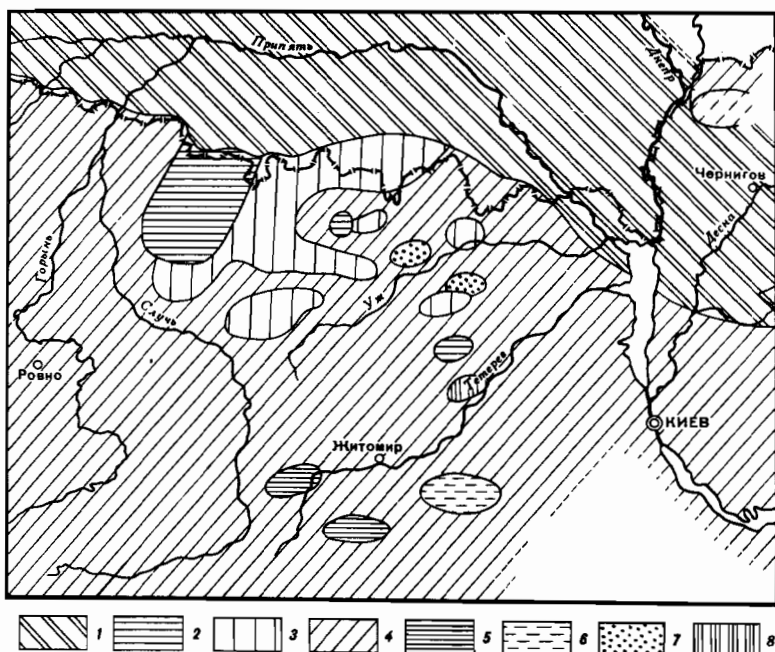 Припять
Днепр
Чернигов
Десна
Горынь
Случь
Уж
Тетерев
Ровно
КИЕВ
Житомир
1 2 3 4 5 6 7 8